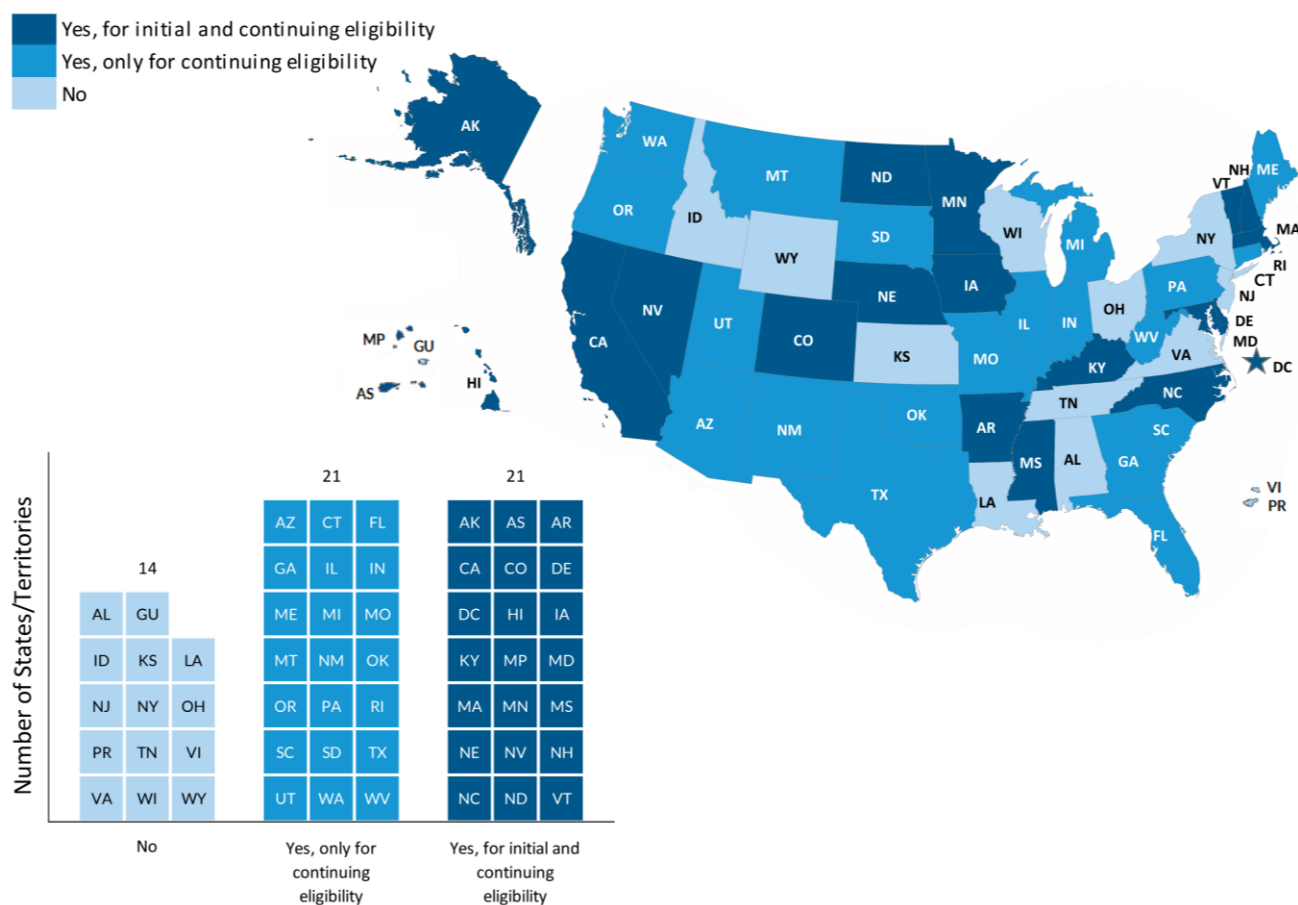 Yes, for initial and continuing eligibility
Yes, only for continuing eligibility
No
AK
WA
MT
ND
MN
VT
NH
ME
OR
ID
SD
WI
MI
NY
MA
RI
CT
WY
NE
IA
PA
NJ
NV
UT
CO
IL
IN
OH
WV
VA
DE
MD
DC
CA
KS
MO
KY
MP
GU
AS
HI
AZ
NM
OK
AR
TN
NC
SC
TX
LA
MS
AL
GA
FL
VI
PR
Number of States/Territories
14
AL GU
ID KS LA
NJ NY OH
PR TN VI
VA WI WY
No
21
AZ CT FL
GA IL IN
ME MI MO
MT NM OK
OR PA RI
SC SD TX
UT WA WV
Yes, only for
continuing
eligibility
21
AK AS AR
CA CO DE
DC HI IA
KY MP MD
MA MN MS
NE NV NH
NC ND VT
Yes, for initial and
continuing
eligibility